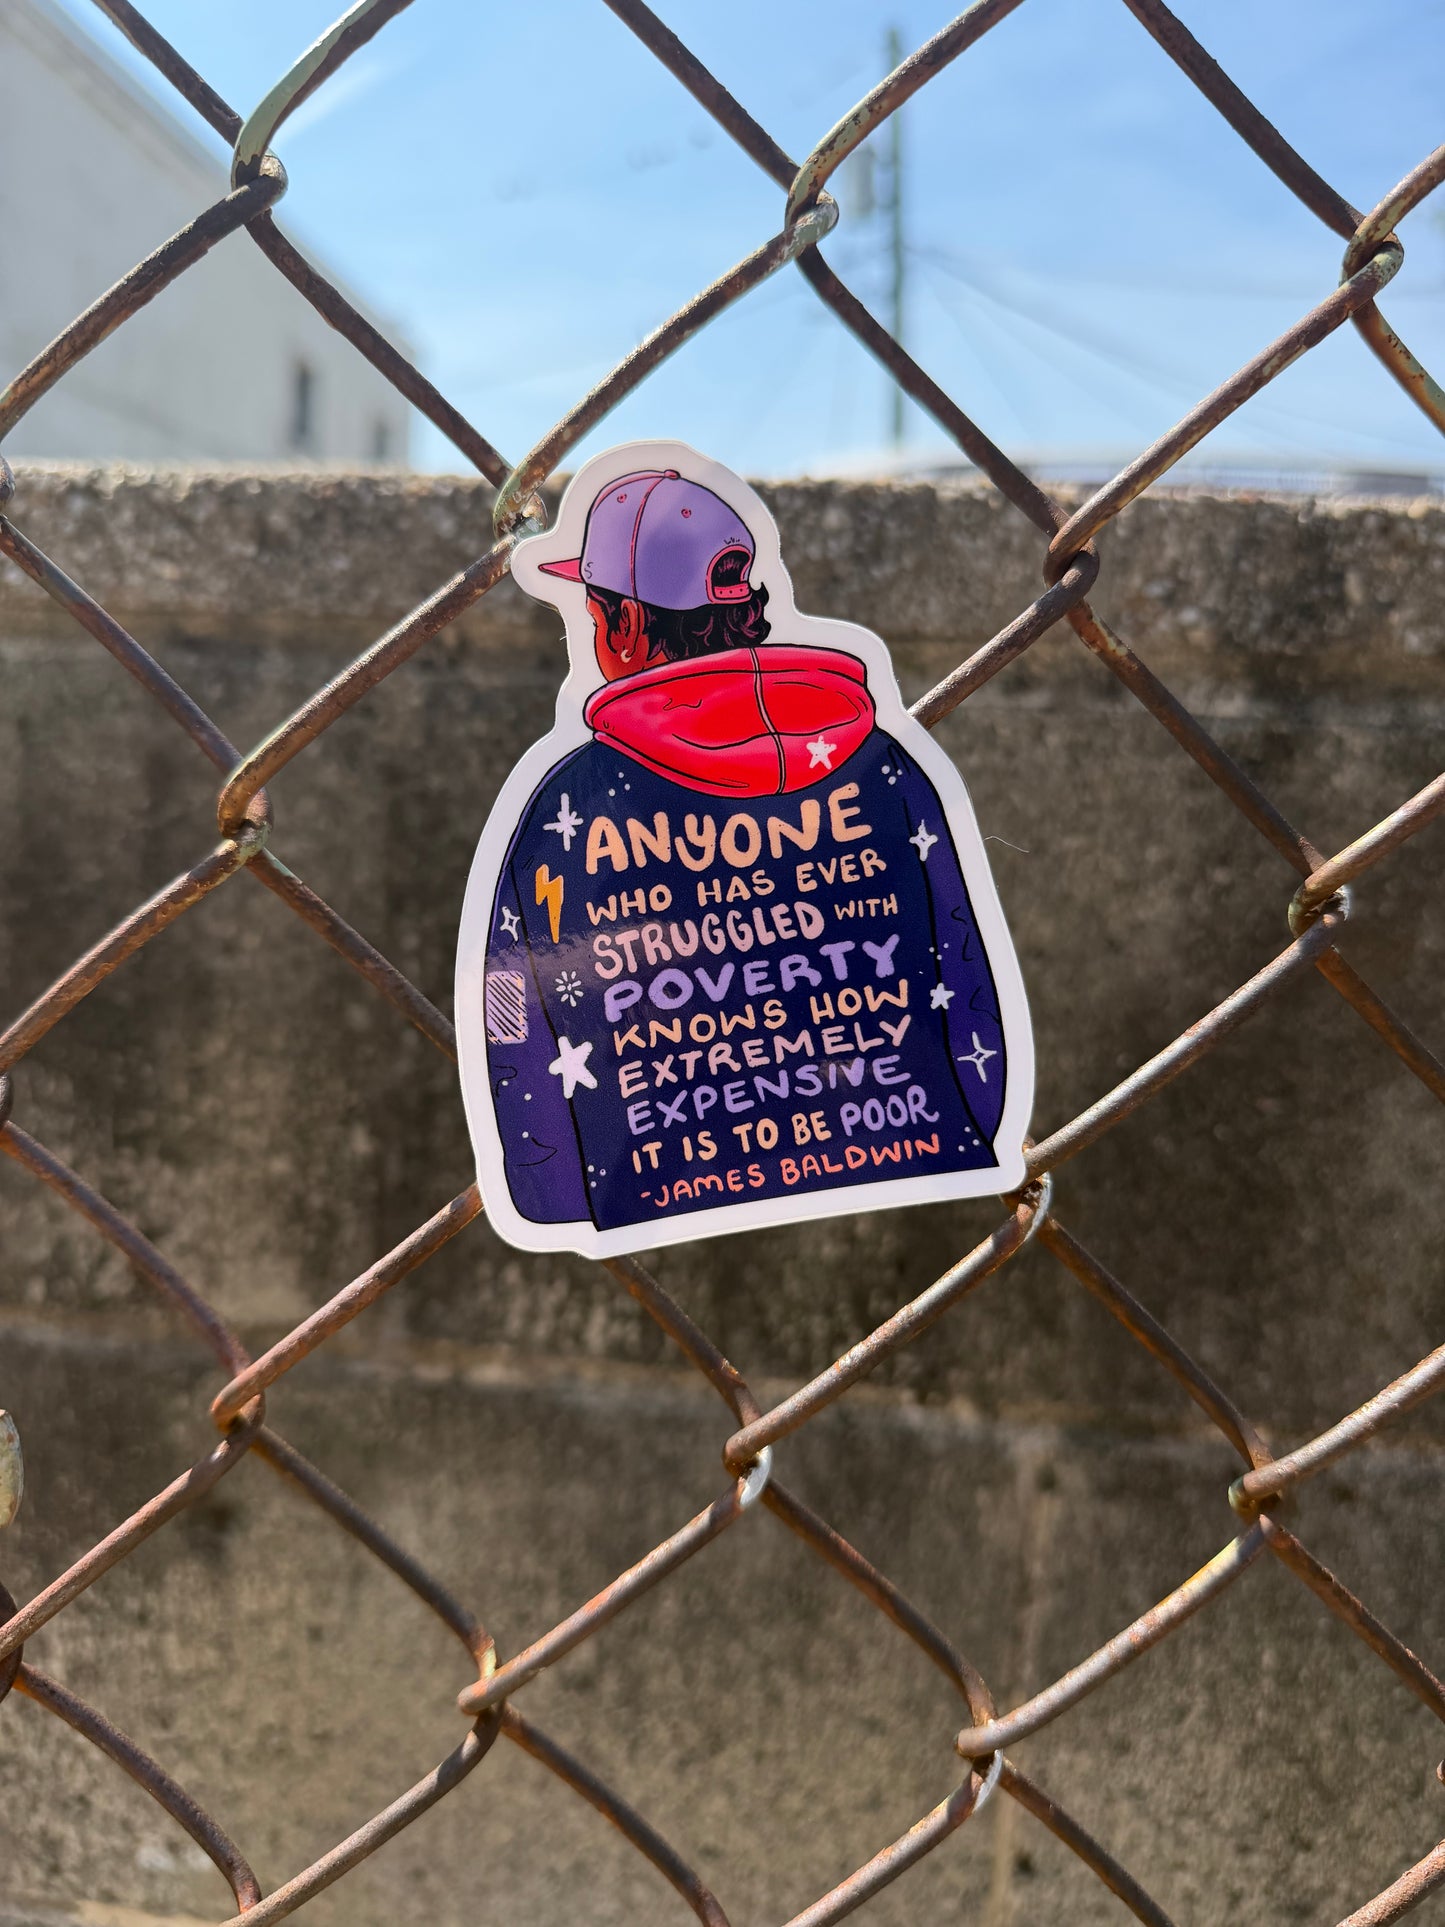 ANYONE
WHO HAS EVER
STRUGGLED WITH
POVERTY
KNOWS HOW
EXTREMELY
EXPENSIVE
IT IS TO BE POOR
-JAMES BALDWIN